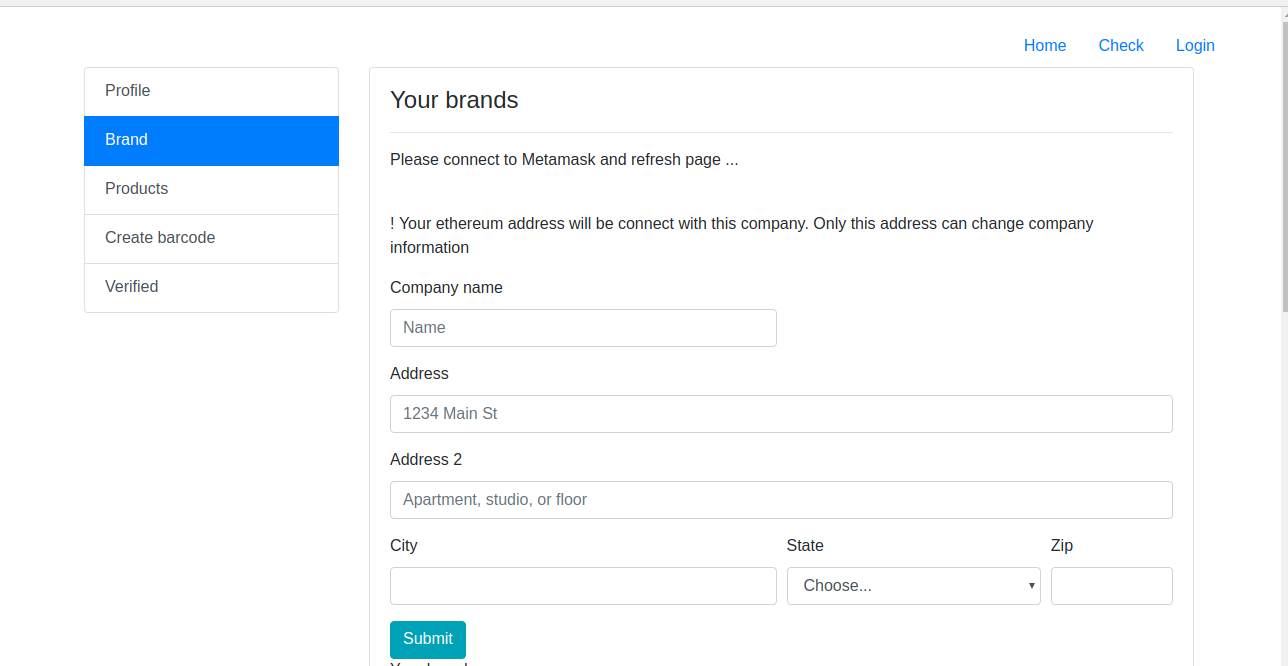 Home Check Login
Profile
Brand
Products
Create barcode
Verified
Your brands
Please connect to Metamask and refresh page ...
! Your ethereum address will be connect with this company. Only this address can change company
information
Company name
Name
Address
1234 Main St
Address 2
Apartment, studio, or floor
City State Zip
Choose...
Submit